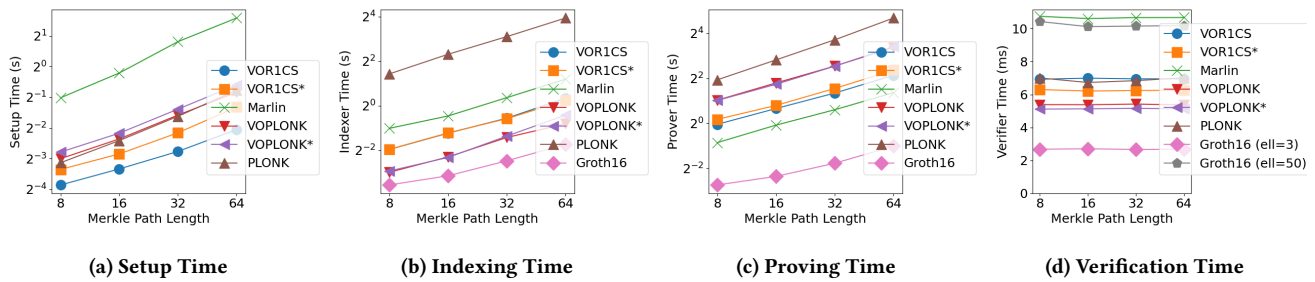 Setup Time (s)
2^1
2^0
2^−1
2^−2
2^−3
2^−4
8 16 32 64
Merkle Path Length
VOR1CS
VOR1CS*
Marlin
VOPLONK
VOPLONK*
PLONK
(a) Setup Time
Indexer Time (s)
2^4
2^2
2^0
2^−2
8 16 32 64
Merkle Path Length
VOR1CS
VOR1CS*
Marlin
VOPLONK
VOPLONK*
PLONK
Groth16
(b) Indexing Time
Prover Time (s)
2^4
2^2
2^0
2^−2
8 16 32 64
Merkle Path Length
VOR1CS
VOR1CS*
Marlin
VOPLONK
VOPLONK*
PLONK
Groth16
(c) Proving Time
Verifier Time (ms)
10
8
6
4
2
0
8 16 32 64
Merkle Path Length
VOR1CS
VOR1CS*
Marlin
VOPLONK
VOPLONK*
PLONK
Groth16 (ell=3)
Groth16 (ell=50)
(d) Verification Time